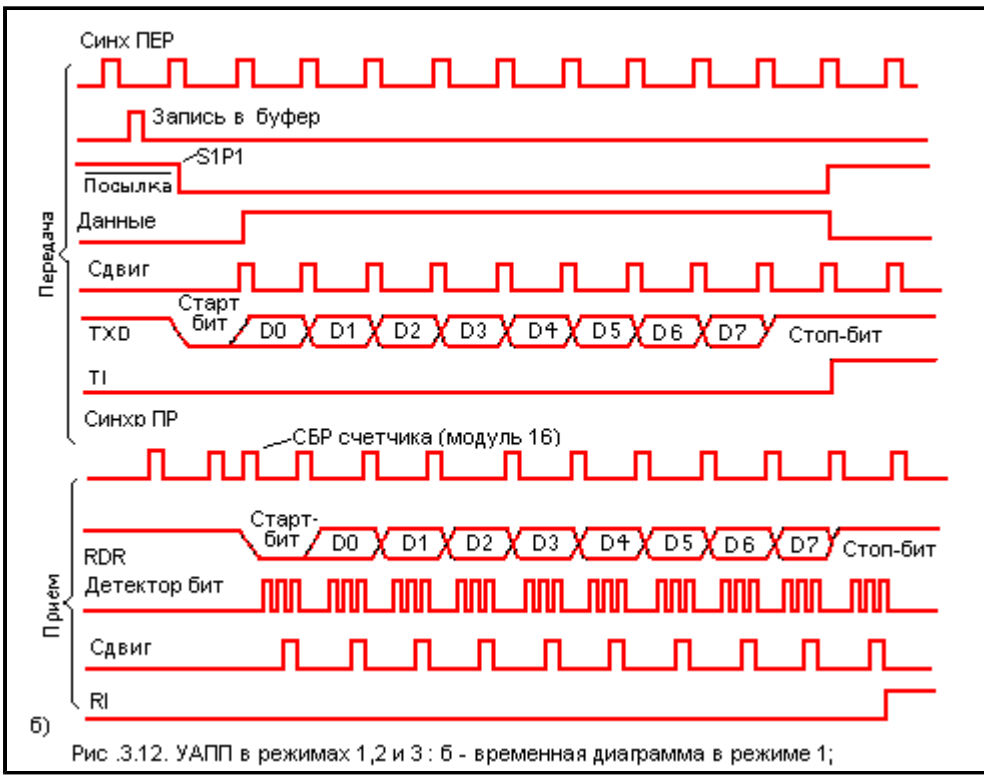 Синх ПЕР
Запись в буфер
S1P1
Посылка
Данные
Сдвиг
Старт бит
TXD D0 D1 D2 D3 D4 D5 D6 D7 Стоп-бит
TI
Передача
Синхр ПР
СБР счетчика (модуль 16)
Старт-
бит D0 D1 D2 D3 D4 D5 D6 D7 Стоп-бит
RDR
Детектор бит
Сдвиг
RI
Прием
б)
Рис .3.12. УАПП в режимах 1,2 и 3 : б - временная диаграмма в режиме 1;